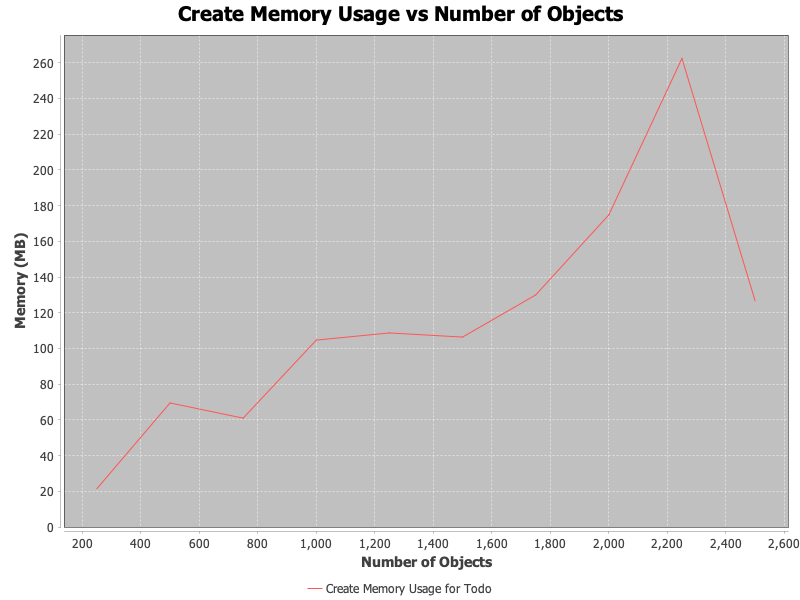 Create Memory Usage vs Number of Objects
Memory (MB)
260
240
220
200
180
160
140
120
100
80
60
40
20
0
200 400 600 800 1,000 1,200 1,400 1,600 1,800 2,000 2,200 2,400 2,600
Number of Objects
Create Memory Usage for Todo